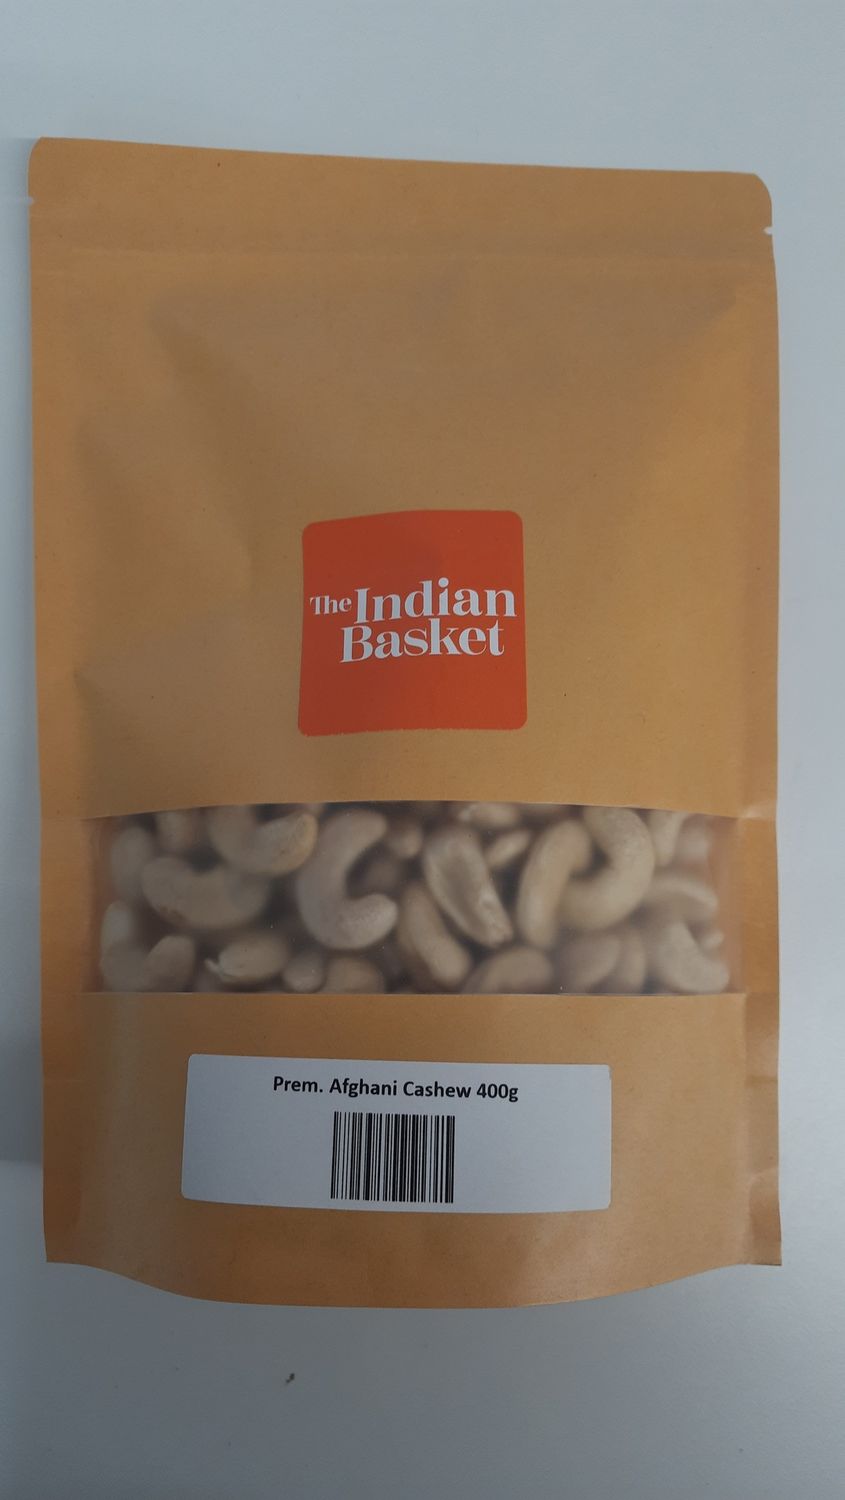 The Indian
Basket
Prem. Afghani Cashew 400g